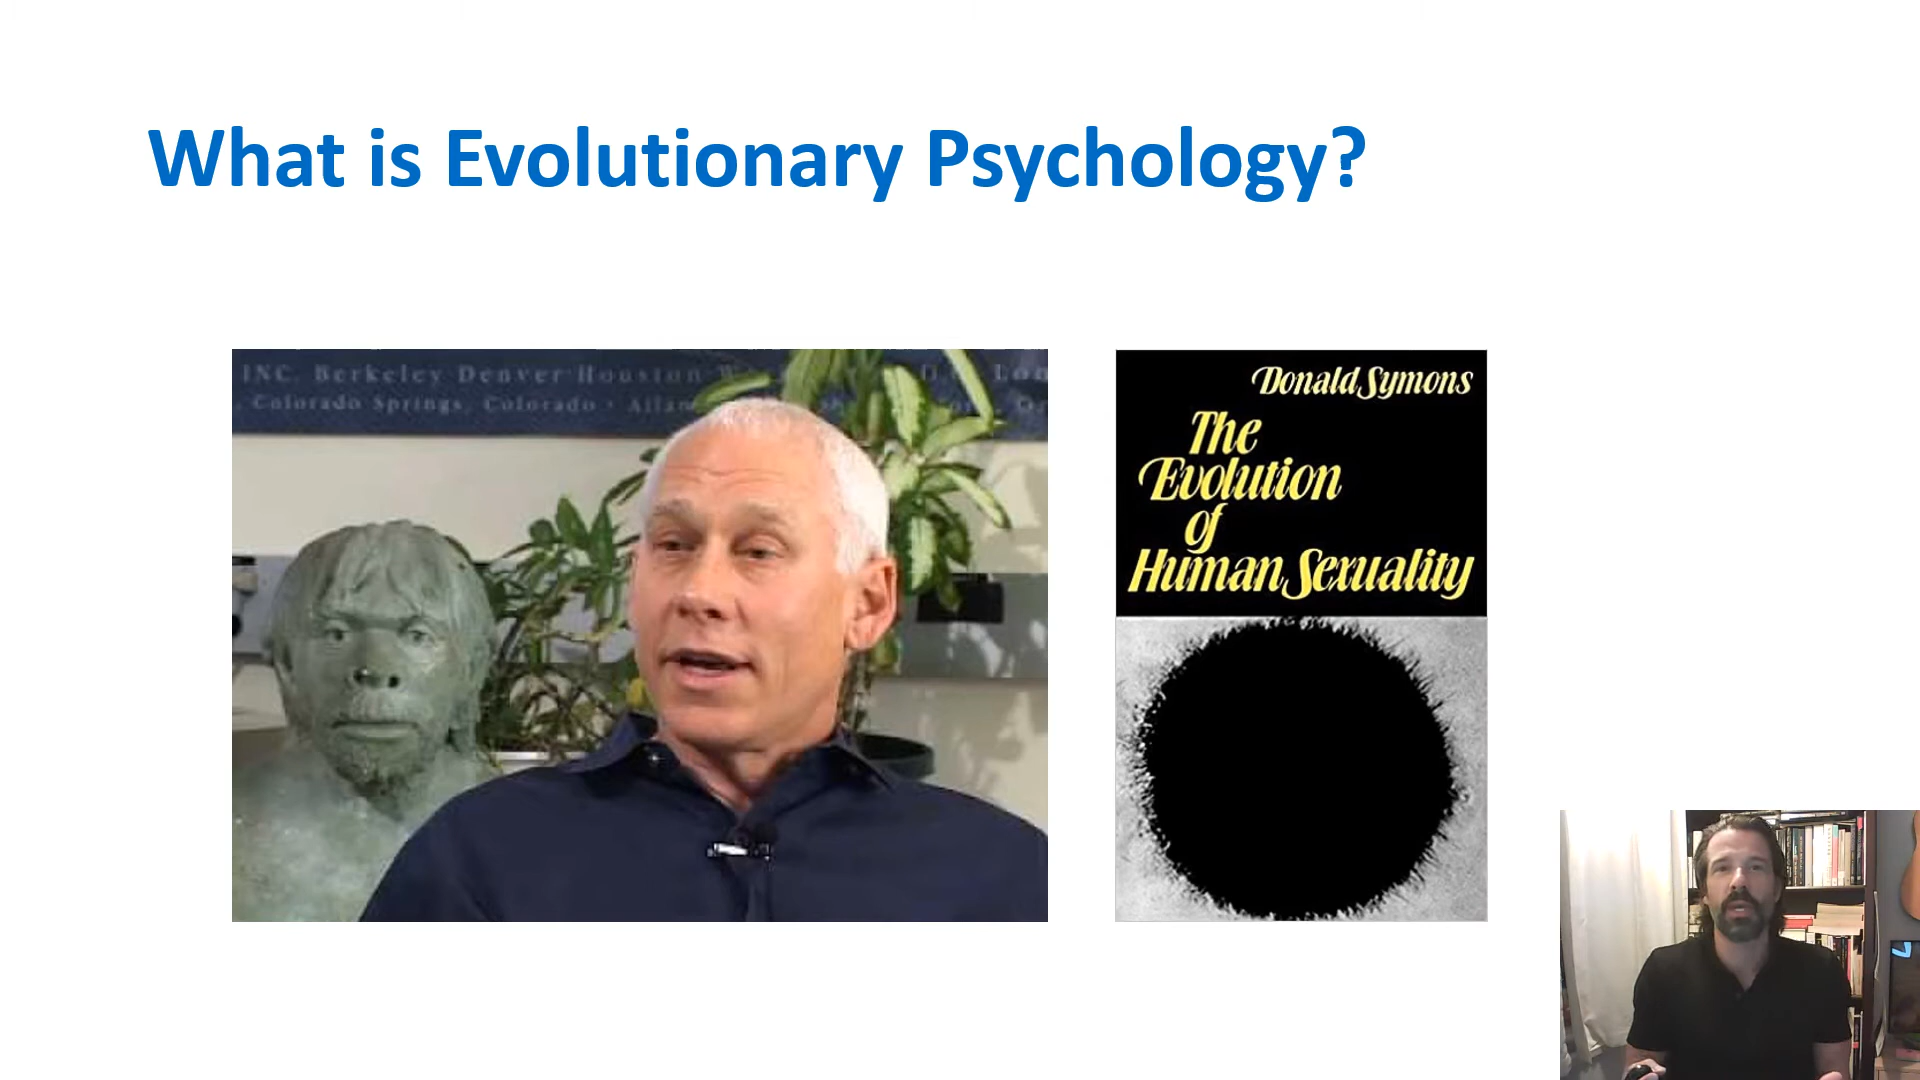 What is Evolutionary Psychology?
INC. Berkeley Denver Houston
Colorado Springs, Colorado •
Donald Symons
The
Evolution
of
Human Sexuality